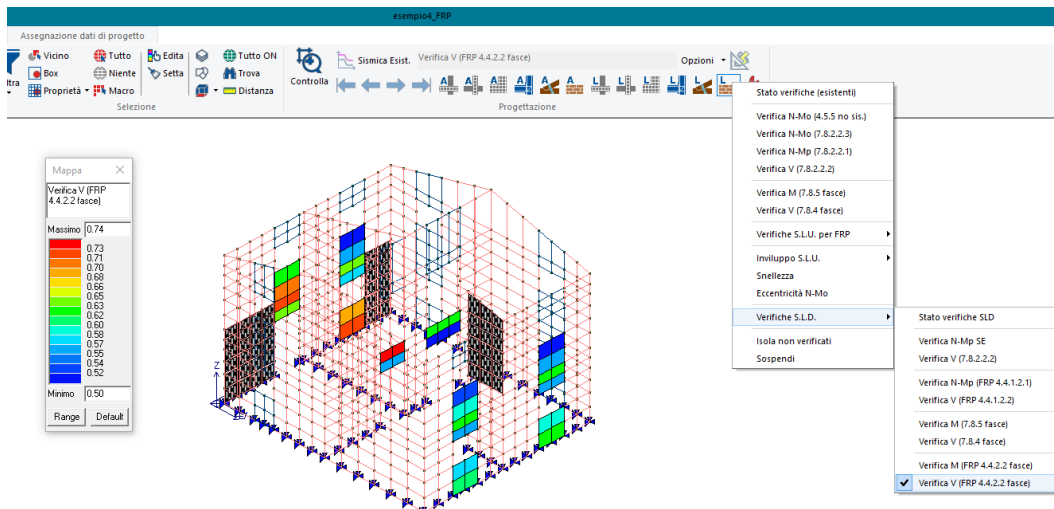 esempio4_FRP
Assegnazione dati di progetto
Vicino
Tutto
Edita
Tutto ON
Box
Niente
Setta
Trova
Proprietà
Macro
Distanza
Selezione
Controlla
Sismica Esist.
Verifica V (FRP 4.4.2.2 fasce)
Opzioni
Progettazione
Mappa
Verifica V (FRP
4.4.2.2 fasce)
Massimo 0.74
0.73
0.71
0.70
0.68
0.66
0.65
0.63
0.62
0.60
0.58
0.57
0.55
0.54
0.52
Minimo 0.50
Range
Default
Z
Stato verifiche (esistenti)
Verifica N-Mo (4.5.5 no sis.)
Verifica N-Mo (7.8.2.2.3)
Verifica N-Mp (7.8.2.2.1)
Verifica V (7.8.2.2.2)
Verifica M (7.8.5 fasce)
Verifica V (7.8.4 fasce)
Verifiche S.L.U. per FRP
Inviluppo S.L.U.
Snellezza
Eccentricità N-Mo
Verifiche S.L.D.
Isola non verificati
Sospendi
Stato verifiche SLD
Verifica N-Mp SE
Verifica V (7.8.2.2.2)
Verifica N-Mp (FRP 4.4.1.2.1)
Verifica V (FRP 4.4.1.2.2)
Verifica M (7.8.5 fasce)
Verifica V (7.8.4 fasce)
Verifica M (FRP 4.4.2.2 fasce)
Verifica V (FRP 4.4.2.2 fasce)